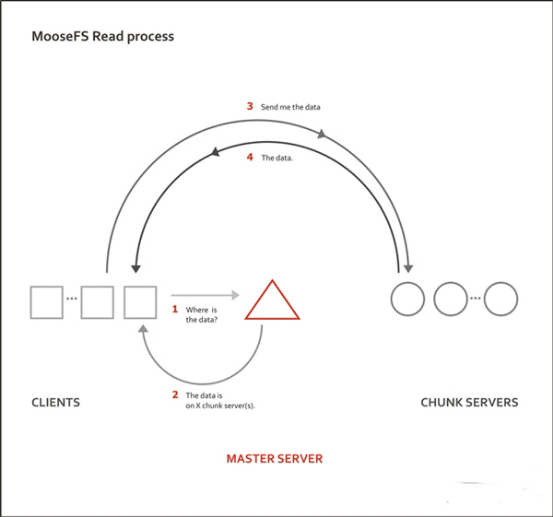 MooseFS Read process
3 Send me the data
4 The data.
1 Where is
the data?
2 The data is
on X chunk server(s).
CLIENTS
CHUNK SERVERS
MASTER SERVER